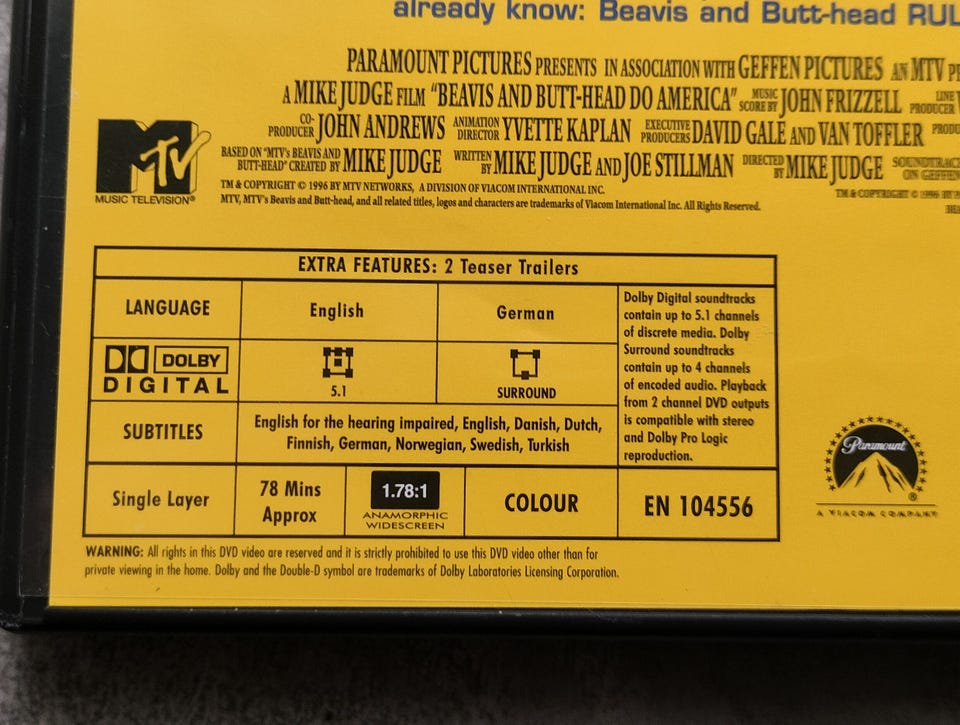 already know: Beavis and Butt-head RUL
PARAMOUNT PICTURES PRESENTS IN ASSOCIATION WITH GEFFEN PICTURES AN MTV
A MIKE JUDGE FILM "BEAVIS AND BUTT-HEAD DO AMERICA" MUSIC SCORE BY JOHN FRIZZELL LINE PRODUCER
CO-PRODUCER JOHN ANDREWS ANIMATION DIRECTOR YVETTE KAPLAN EXECUTIVE PRODUCERS DAVID GALE AND VAN TOFFLER
BASED ON "MTV's BEAVIS AND BUTT-HEAD" CREATED BY MIKE JUDGE WRITTEN BY MIKE JUDGE AND JOE STILLMAN DIRECTED BY MIKE JUDGE SOUNDTRACK ON GEFFEN
TM & COPYRIGHT © 1996 BY MTV NETWORKS, A DIVISION OF VIACOM INTERNATIONAL INC.
TM & COPYRIGHT © 1996 BY
MTV, MTV's Beavis and Butt-head, and all related titles, logos and characters are trademarks of Viacom International Inc. All Rights Reserved.
MTV
MUSIC TELEVISION®
EXTRA FEATURES: 2 Teaser Trailers
LANGUAGE
English
German
DOLBY
DIGITAL
5.1
SURROUND
SUBTITLES
English for the hearing impaired, English, Danish, Dutch,
Finnish, German, Norwegian, Swedish, Turkish
Dolby Digital soundtracks
contain up to 5.1 channels
of discrete media. Dolby
Surround soundtracks
contain up to 4 channels
of encoded audio. Playback
from 2 channel DVD outputs
is compatible with stereo
and Dolby Pro Logic
reproduction.
Single Layer
78 Mins
Approx
1.78:1
ANAMORPHIC
WIDESCREEN
COLOUR
EN 104556
Paramount
®
A VIACOM COMPANY
WARNING: All rights in this DVD video are reserved and it is strictly prohibited to use this DVD video other than for
private viewing in the home. Dolby and the Double-D symbol are trademarks of Dolby Laboratories Licensing Corporation.